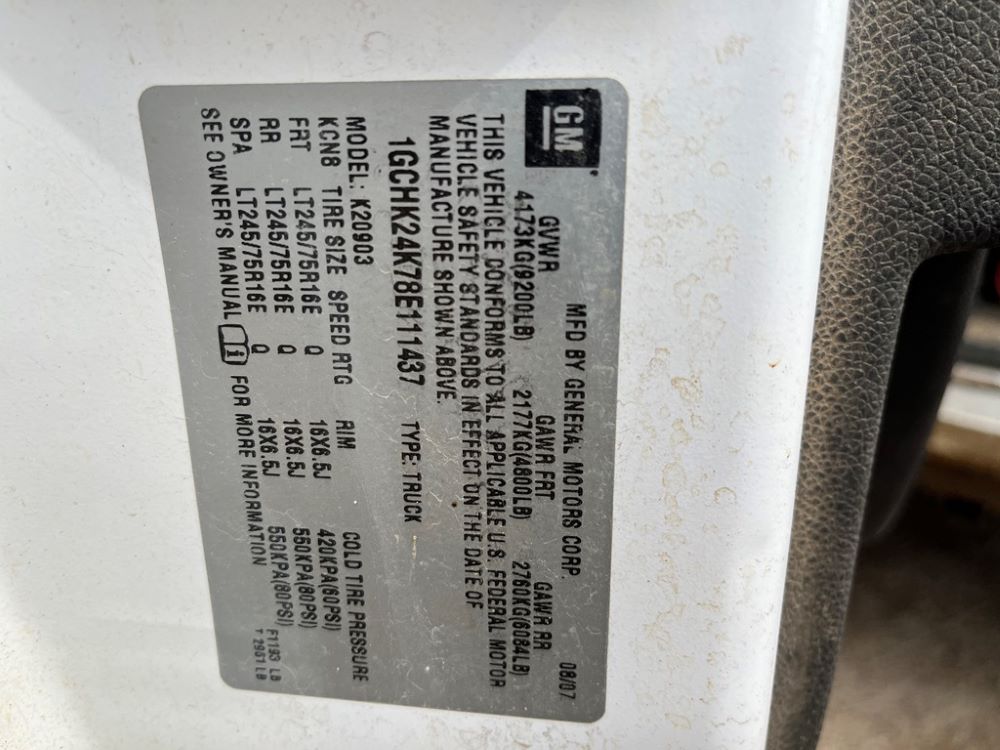 GM
MFD BY GENERAL MOTORS CORP. 08/07
GVWR GAWR FRT GAWR RR
4173KG(9200LB) 2177KG(4800LB) 2760KG(6084LB)
THIS VEHICLE CONFORMS TO ALL APPLICABLE U.S. FEDERAL MOTOR
VEHICLE SAFETY STANDARDS IN EFFECT ON THE DATE OF
MANUFACTURE SHOWN ABOVE.
1GCHK24K78E111437 TYPE: TRUCK
MODEL: K20903
KCN8 TIRE SIZE SPEED RTG RIM COLD TIRE PRESSURE
FRT LT245/75R16E Q 16X6.5J 420KPA(60PSI)
RR LT245/75R16E Q 16X6.5J 550KPA(80PSI)
SPA LT245/75R16E Q 16X6.5J 550KPA(80PSI)
SEE OWNER'S MANUAL i FOR MORE INFORMATION
F1193 LB
T 2951 LB